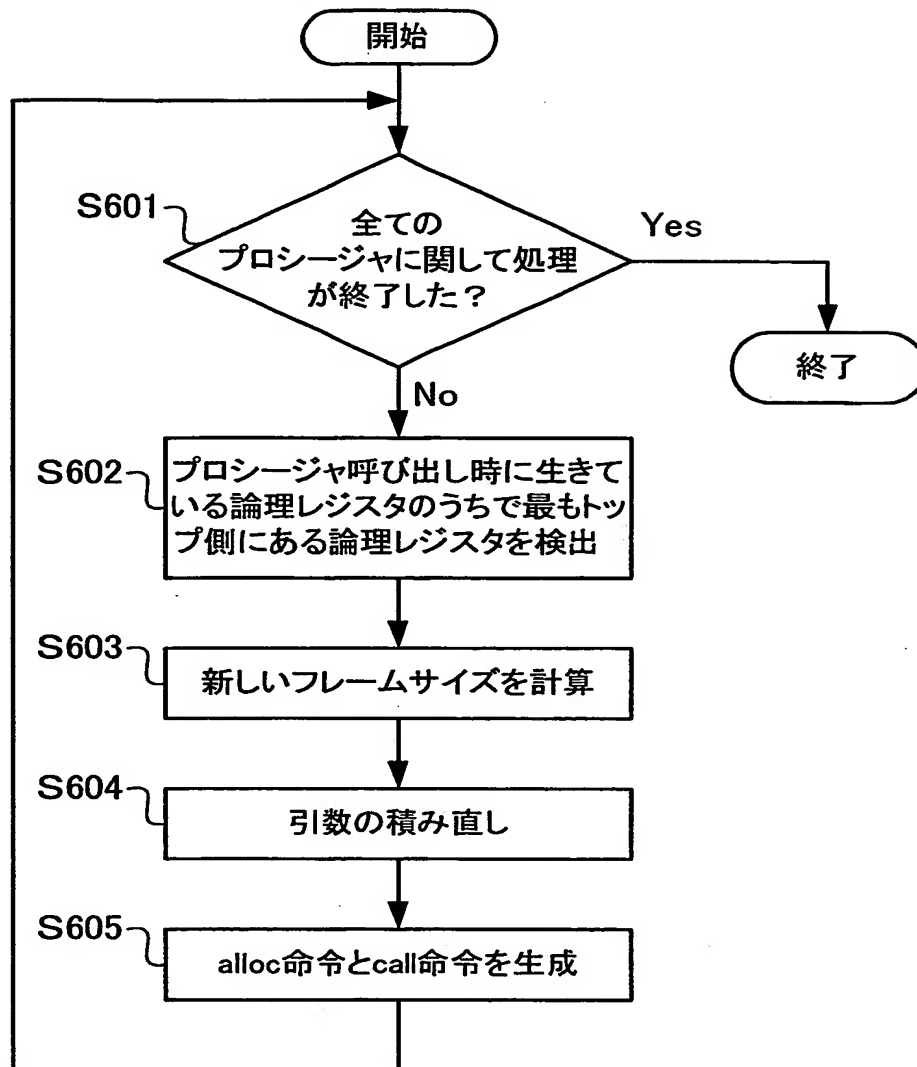 開始
S601
全ての
プロシージャに関して処理
が終了した?
Yes
終了
No
S602
プロシージャ呼び出し時に生きて
いる論理レジスタのうちで最もトッ
プ側にある論理レジスタを検出
S603
新しいフレームサイズを計算
S604
引数の積み直し
S605
alloc命令とcall命令を生成